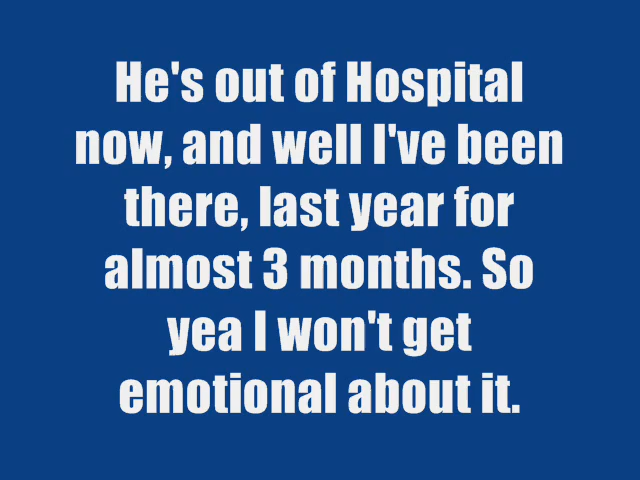 He's out of Hospital
now, and well I've been
there, last year for
almost 3 months. So
yea I won't get
emotional about it.